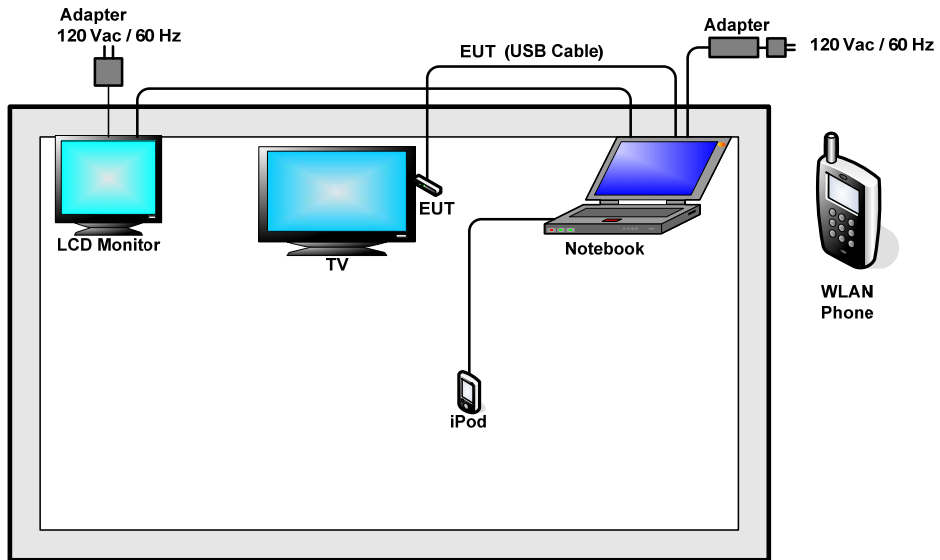 Adapter
120 Vac / 60 Hz
EUT (USB Cable)
Adapter
120 Vac / 60 Hz
LCD Monitor
TV
EUT
Notebook
WLAN
Phone
iPod